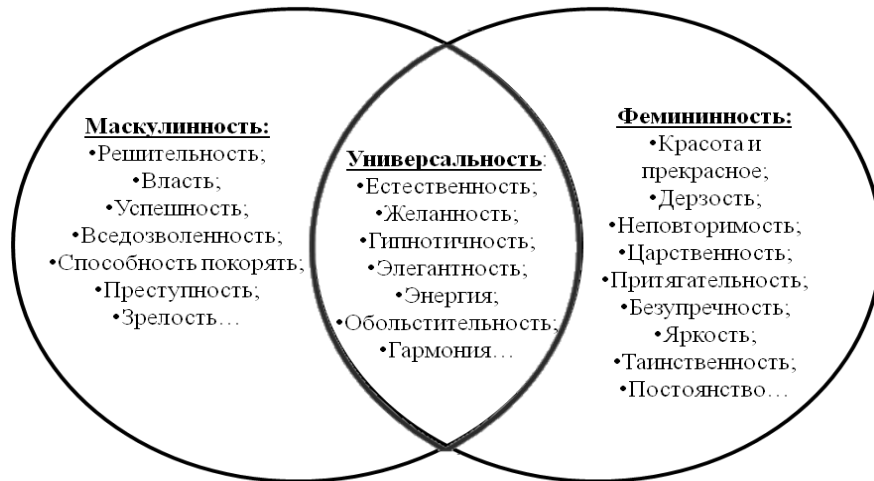 Маскулинность:
•Решительность;
•Власть;
•Успешность;
•Вседозволенность;
•Способность покорять;
•Преступность;
•Зрелость…
Универсальность:
•Естественность;
•Желанность;
•Гипнотичность;
•Элегантность;
•Энергия;
•Обольстительность;
•Гармония…
Фемининность:
•Красота и
прекрасное;
•Дерзость;
•Неповторимость;
•Царственность;
•Притягательность;
•Безупречность;
•Яркость;
•Таинственность;
•Постоянство…